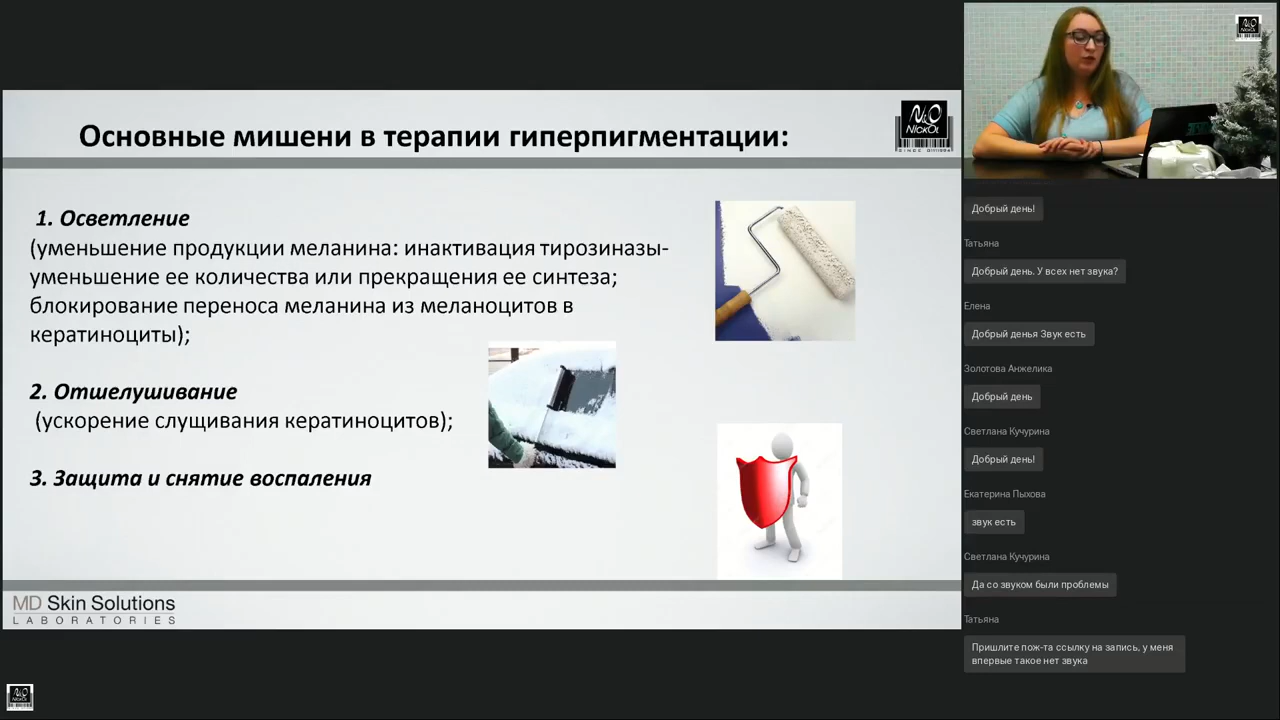 Основные мишени в терапии гиперпигментации:
NicKOL
1. Осветление
(уменьшение продукции меланина: инактивация тирозиназы-
уменьшение ее количества или прекращения ее синтеза;
блокирование переноса меланина из меланоцитов в
кератиноциты);
2. Отшелушивание
(ускорение слущивания кератиноцитов);
3. Защита и снятие воспаления
MD Skin Solutions
LABORATORIES
Добрый день!
Татьяна
Добрый день. У всех нет звука?
Елена
Добрый денья Звук есть
Золотова Анжелика
Добрый день
Светлана Кучурина
Добрый день!
Екатерина Пыхова
звук есть
Светлана Кучурина
Да со звуком были проблемы
Татьяна
Пришлите пож-та ссылку на запись, у меня
впервые такое нет звука